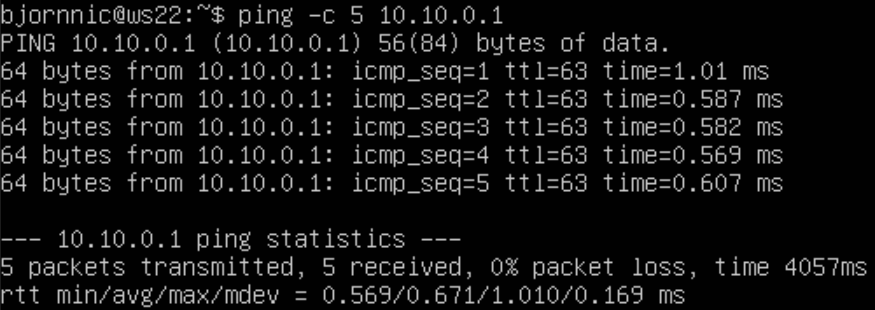 bjornnic@ws22:~$ ping -c 5 10.10.0.1
PING 10.10.0.1 (10.10.0.1) 56(84) bytes of data.
64 bytes from 10.10.0.1: icmp_seq=1 ttl=63 time=1.01 ms
64 bytes from 10.10.0.1: icmp_seq=2 ttl=63 time=0.587 ms
64 bytes from 10.10.0.1: icmp_seq=3 ttl=63 time=0.582 ms
64 bytes from 10.10.0.1: icmp_seq=4 ttl=63 time=0.569 ms
64 bytes from 10.10.0.1: icmp_seq=5 ttl=63 time=0.607 ms
--- 10.10.0.1 ping statistics ---
5 packets transmitted, 5 received, 0% packet loss, time 4057ms
rtt min/avg/max/mdev = 0.569/0.671/1.010/0.169 ms